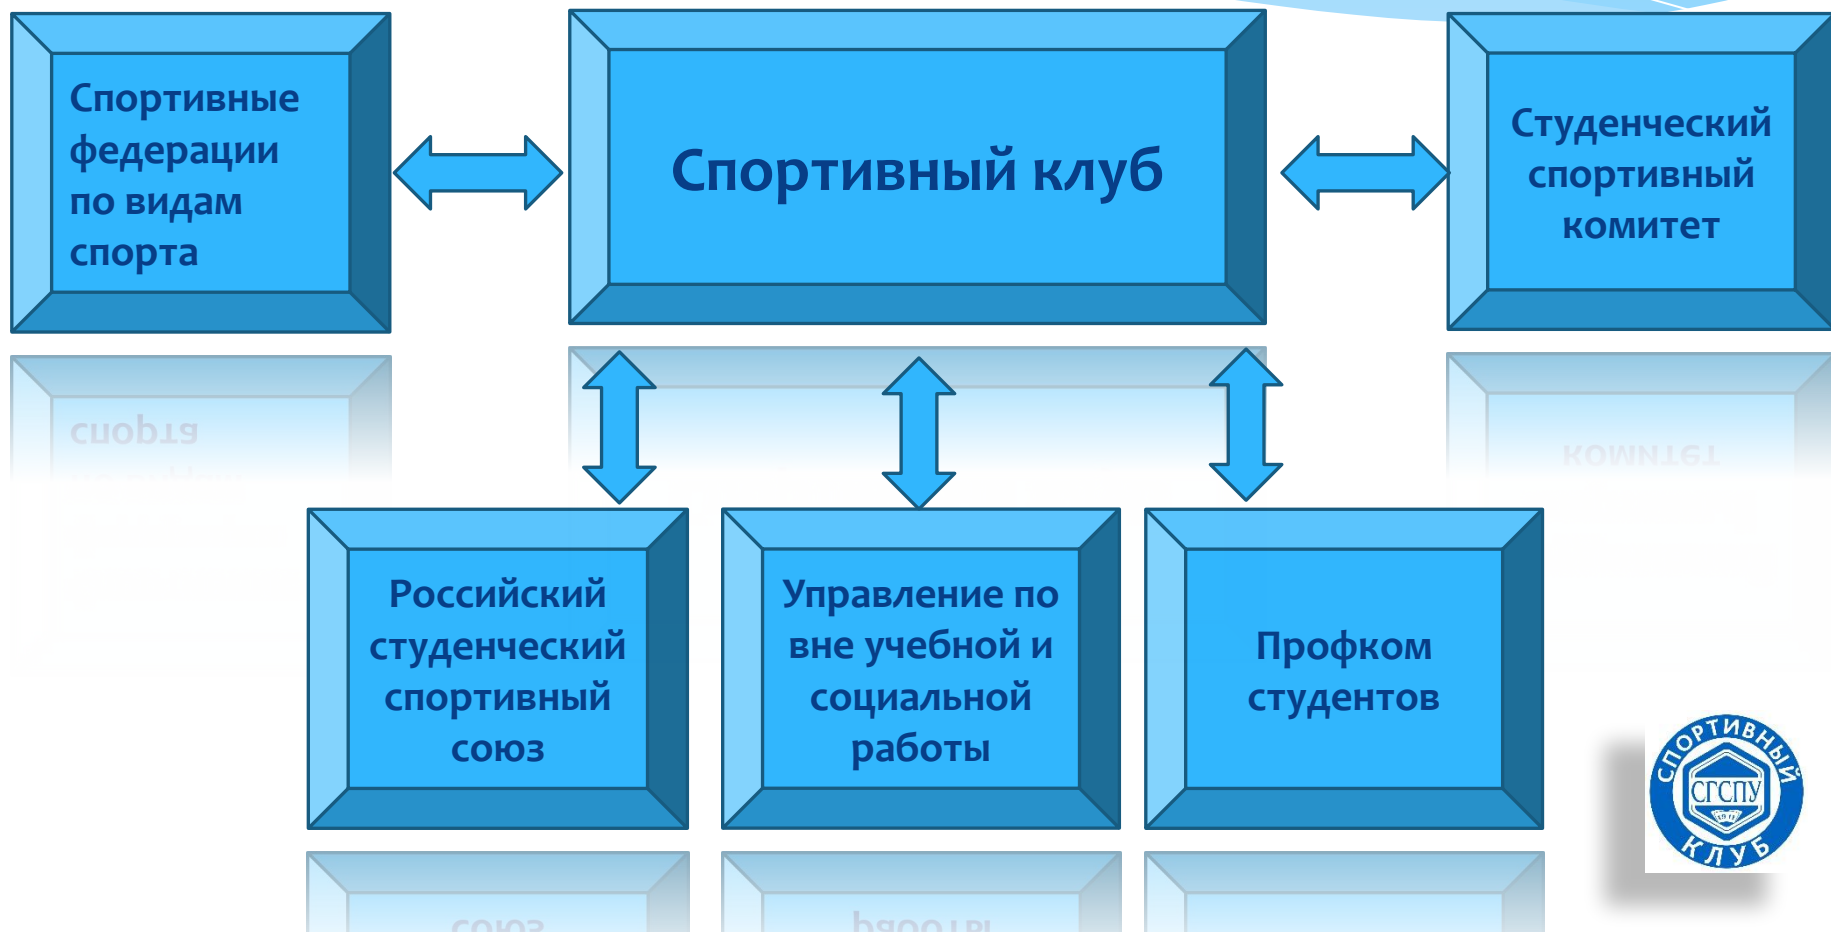 Спортивные
федерации
по видам
спорта
Спортивный клуб
Студенческий
спортивный
комитет
Российский
студенческий
спортивный
союз
Управление по
вне учебной и
социальной
работы
Профком
студентов
СПОРТИВНЫЙ
СГСПУ
1911
КЛУБ